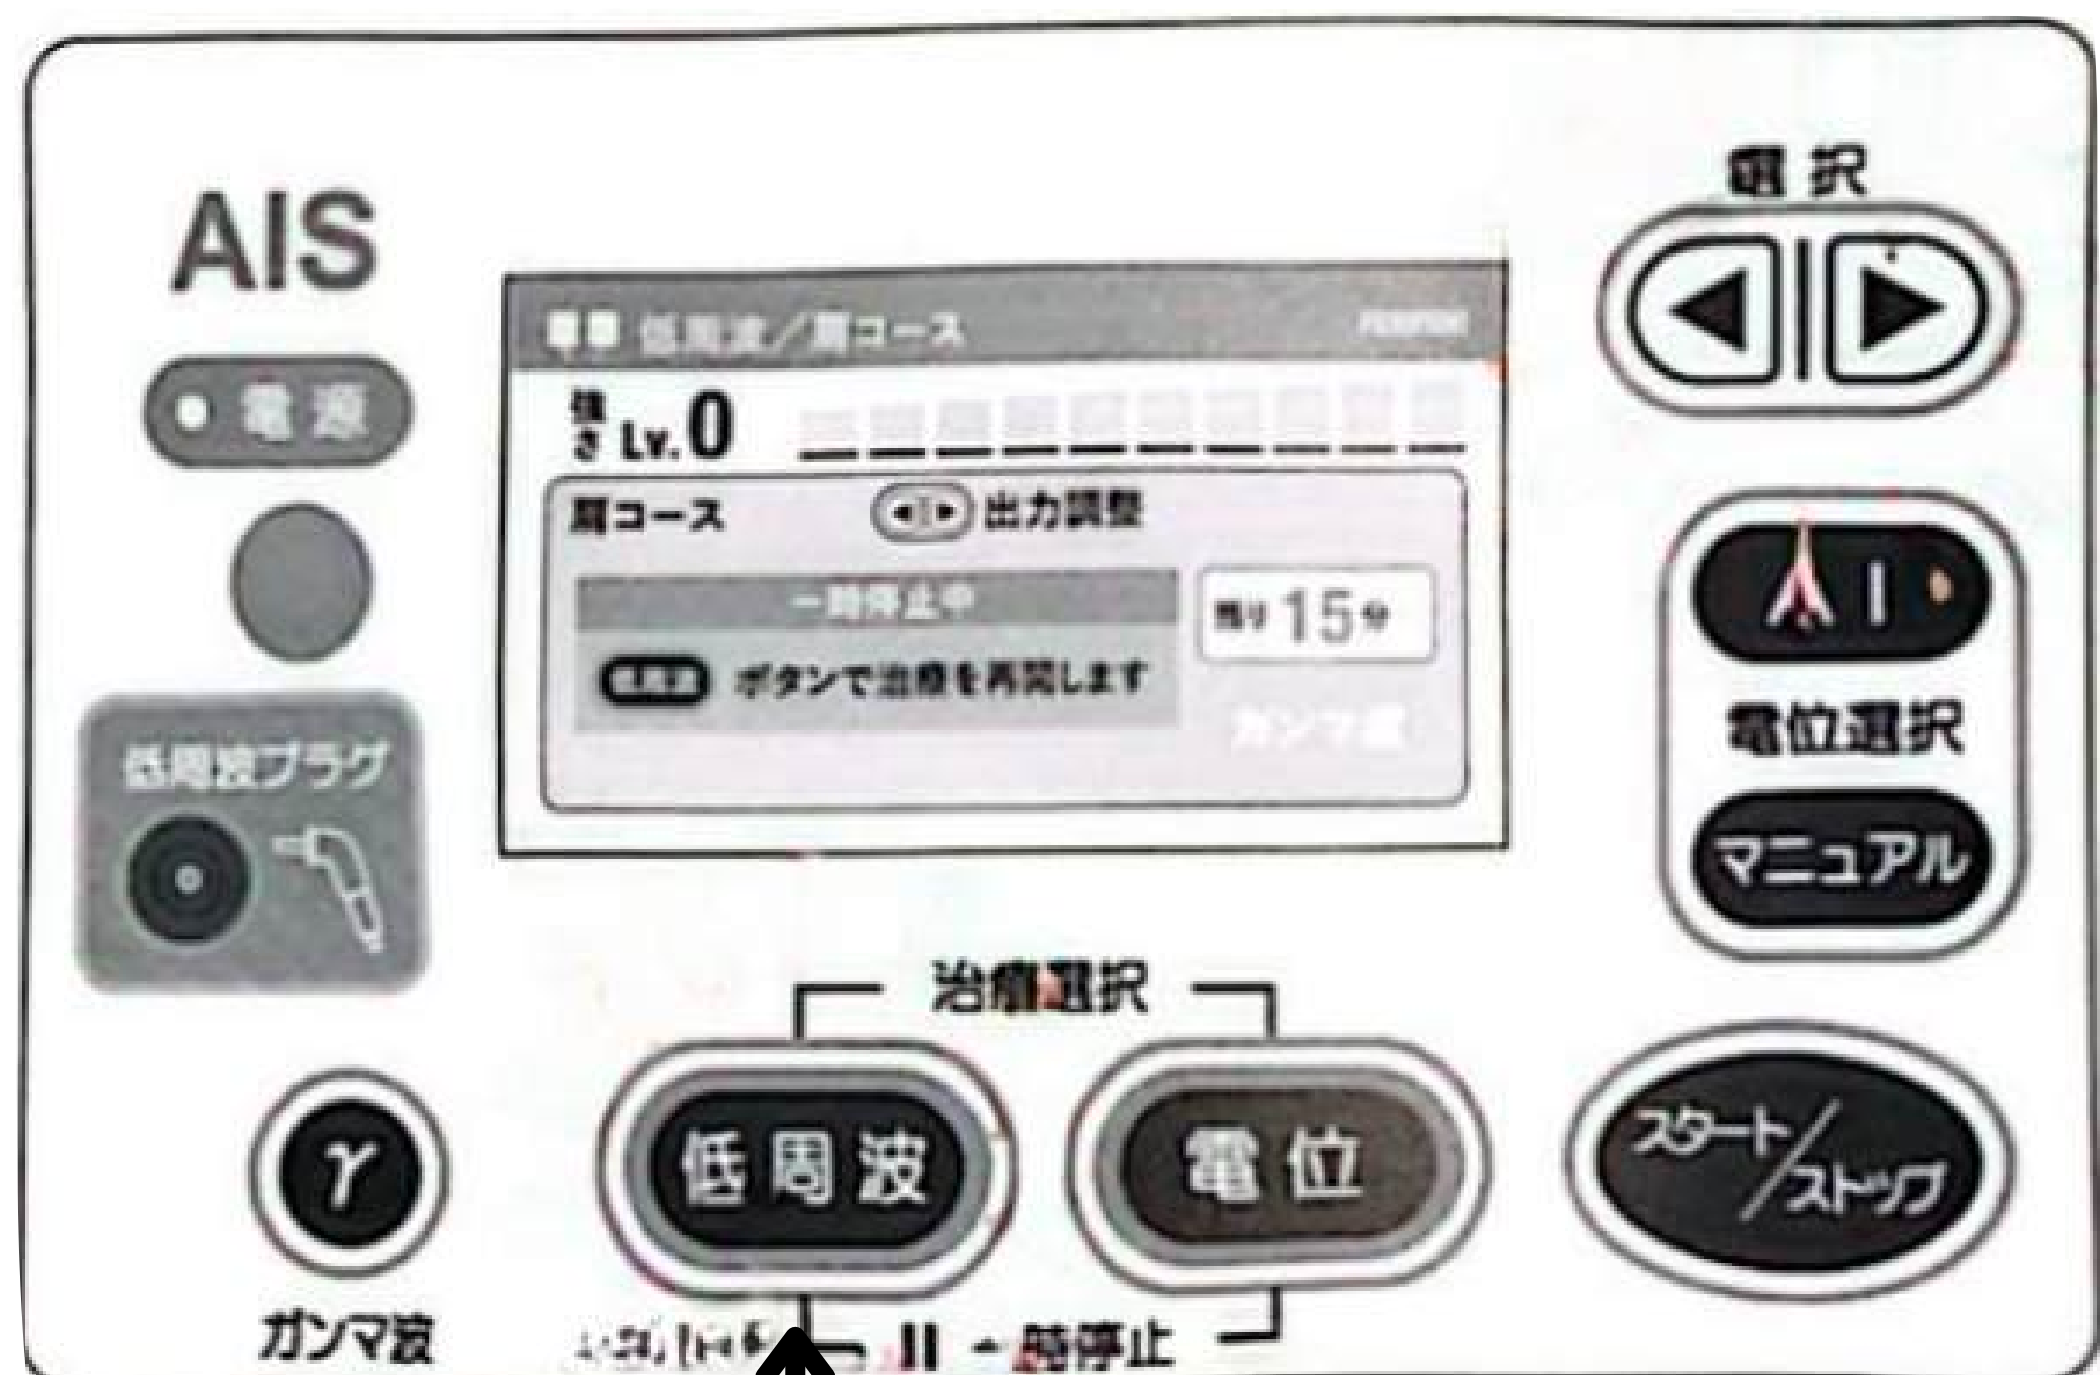 AIS
電源
低周波プラグ
γ
ガンマ波
低周波/肩コース
強さ Lv.0
肩コース
出力調整
一時停止中
低周波 ボタンで治療を再開します
残り15分
ガンマ波
治療選択
低周波
電位
一時停止
選択
AI
電位選択
マニュアル
スタート/ストップ